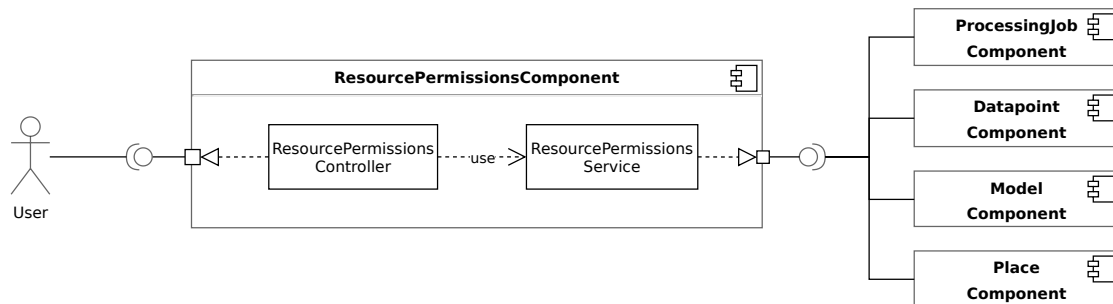 ProcessingJob
Component
ResourcePermissionsComponent
Datapoint
Component
ResourcePermissions
Controller
use
ResourcePermissions
Service
User
Model
Component
Place
Component